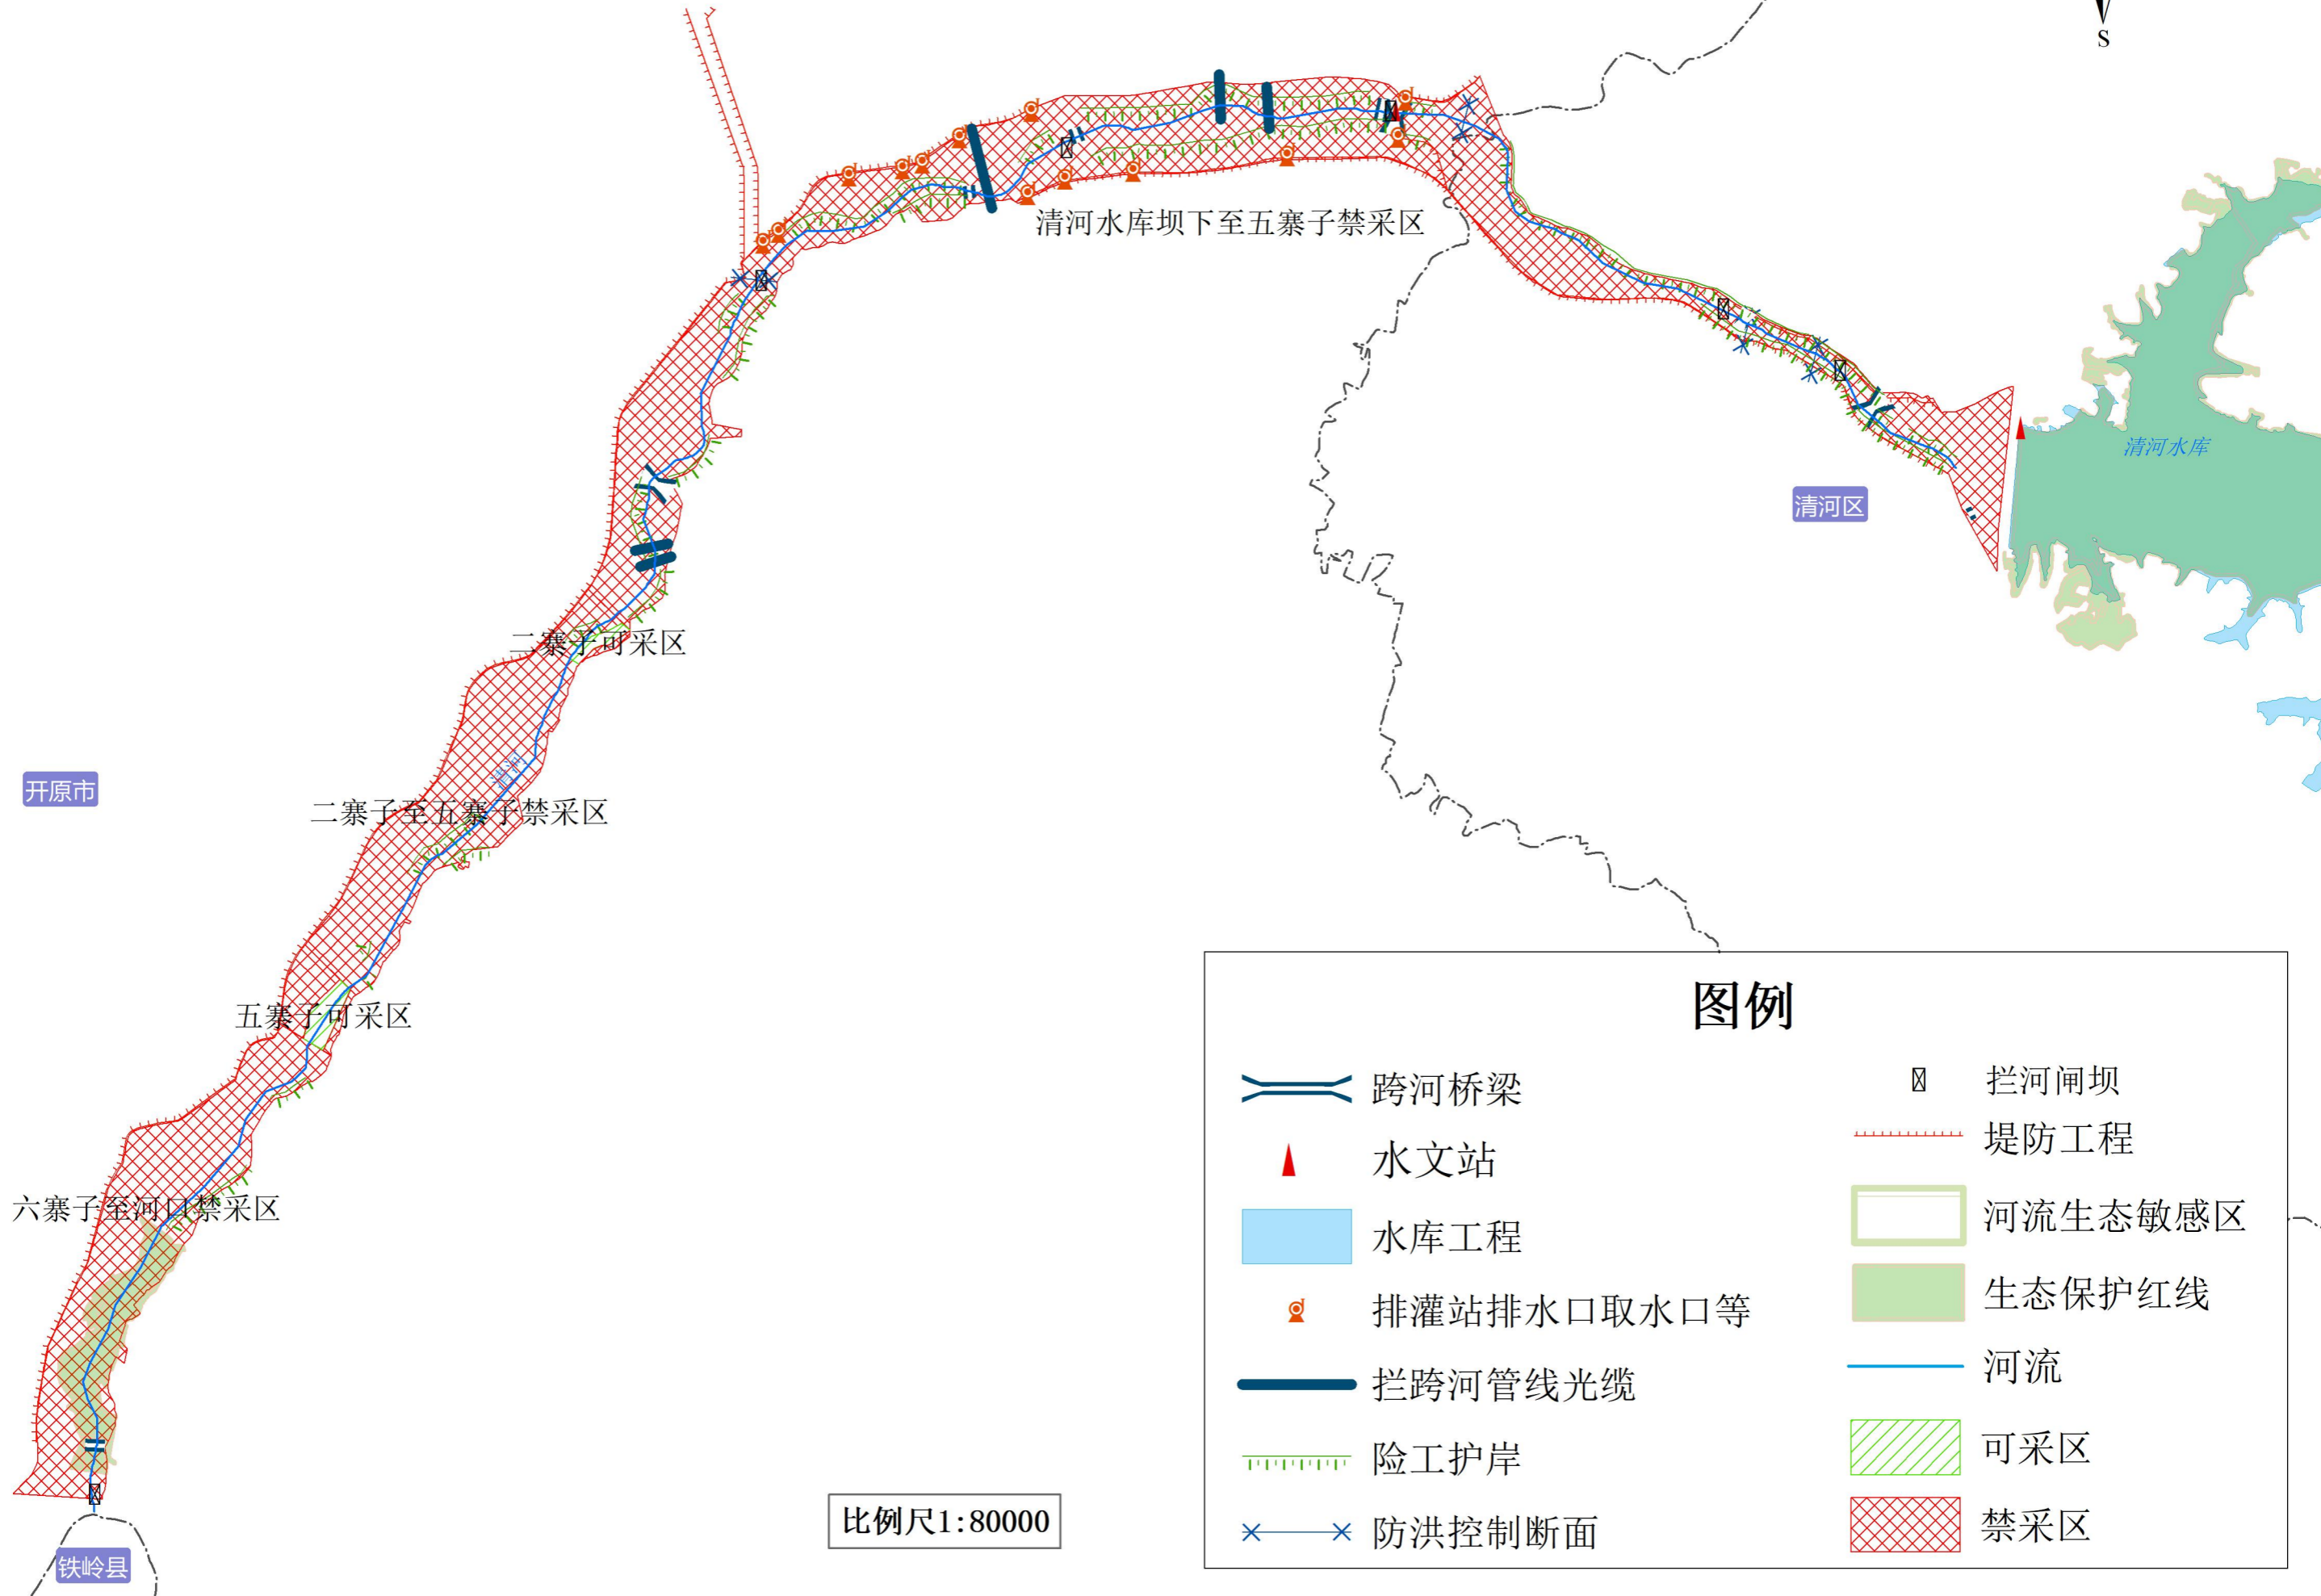 S
清河水库坝下至五寨子禁采区
清河水库
清河区
二寨子可采区
清河
开原市
二寨子至五寨子禁采区
五寨子可采区
六寨子至河口禁采区
铁岭县
比例尺1:80000
图例
跨河桥梁
水文站
水库工程
排灌站排水口取水口等
拦跨河管线光缆
险工护岸
防洪控制断面
拦河闸坝
堤防工程
河流生态敏感区
生态保护红线
河流
可采区
禁采区